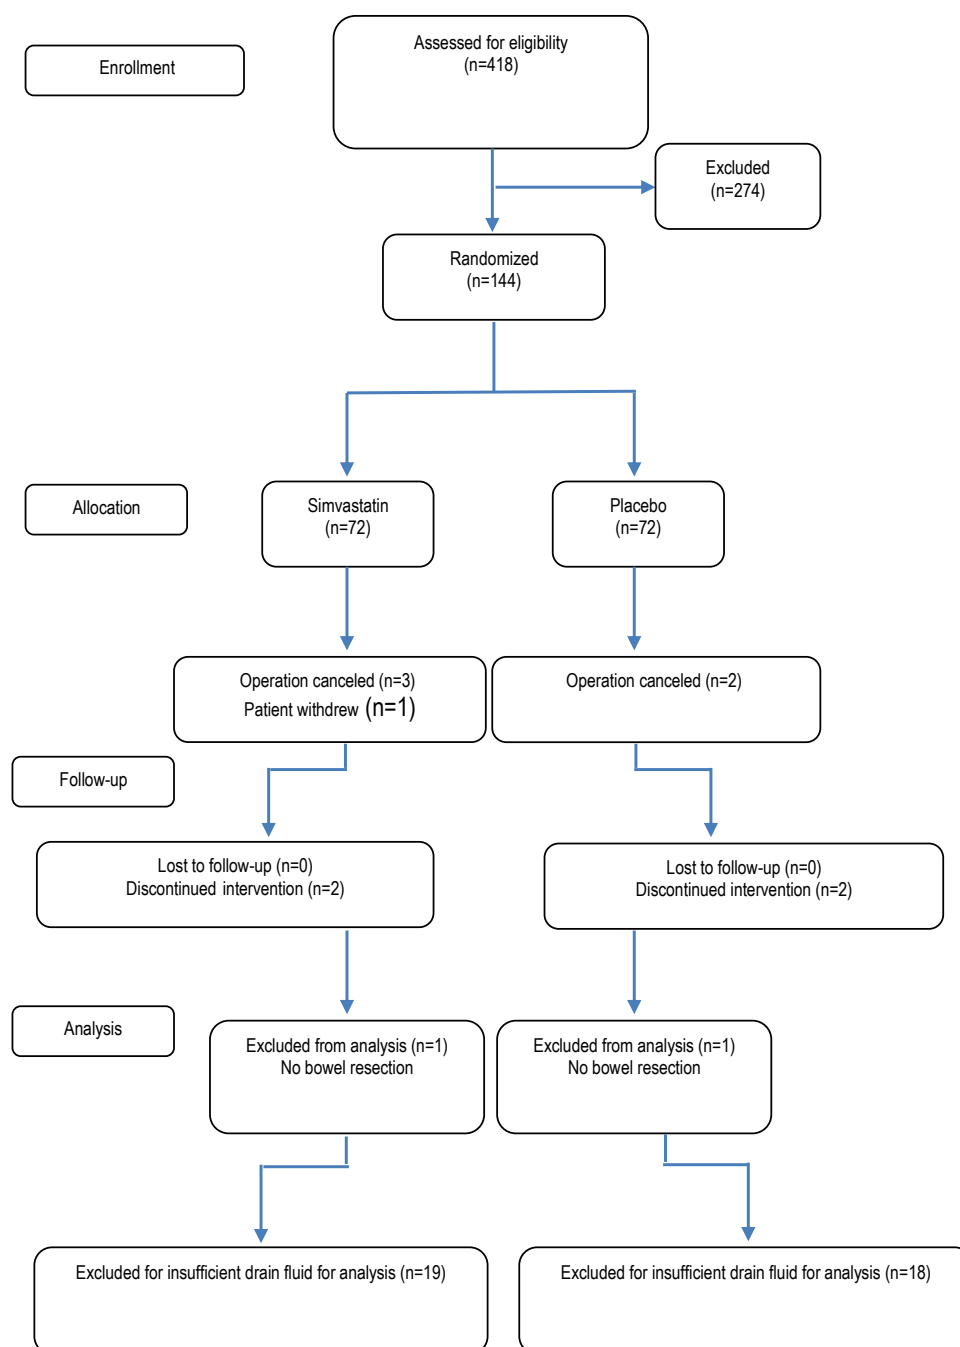 Assessed for eligibility
(n=418)
Enrollment
Excluded
(n=274)
Randomized
(n=144)
Allocation
Simvastatin
(n=72)
Placebo
(n=72)
Operation canceled (n=3)
Patient withdrew (n=1)
Operation canceled (n=2)
Follow-up
Lost to follow-up (n=0)
Discontinued intervention (n=2)
Lost to follow-up (n=0)
Discontinued intervention (n=2)
Analysis
Excluded from analysis (n=1)
No bowel resection
Excluded from analysis (n=1)
No bowel resection
Excluded for insufficient drain fluid for analysis (n=19)
Excluded for insufficient drain fluid for analysis (n=18)